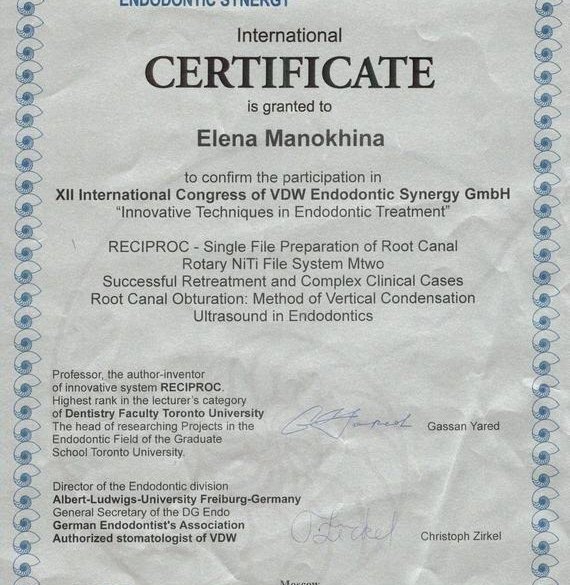 ENDODONTIC SYNERGY
International
CERTIFICATE
is granted to
Elena Manokhina
to confirm the participation in
XII International Congress of VDW Endodontic Synergy GmbH
“Innovative Techniques in Endodontic Treatment”
RECIPROC - Single File Preparation of Root Canal
Rotary NiTi File System Mtwo
Successful Retreatment and Complex Clinical Cases
Root Canal Obturation: Method of Vertical Condensation
Ultrasound in Endodontics
Professor, the author-inventor
of innovative system RECIPROC.
Highest rank in the lecturer's category
of Dentistry Faculty Toronto University
The head of researching Projects in the
Endodontic Field of the Graduate
School Toronto University.
Gassan Yared
Director of the Endodontic division
Albert-Ludwigs-University Freiburg-Germany
General Secretary of the DG Endo
German Endodontist's Association
Authorized stomatologist of VDW
Christoph Zirkel
Moscow